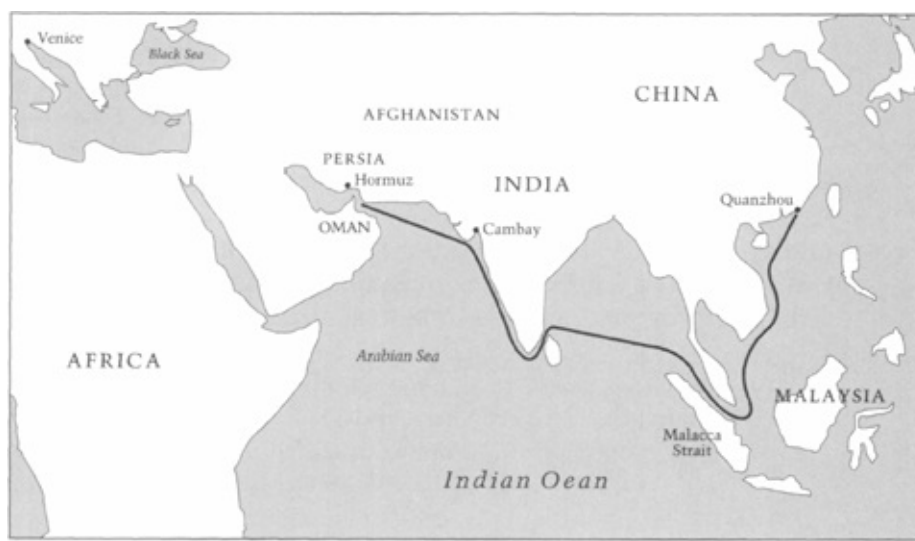 Venice
Black Sea
CHINA
AFGHANISTAN
PERSIA
Hormuz
INDIA
Quanzhou
OMAN
Cambay
AFRICA
Arabian Sea
MALAYSIA
Malacca
Strait
Indian Oean